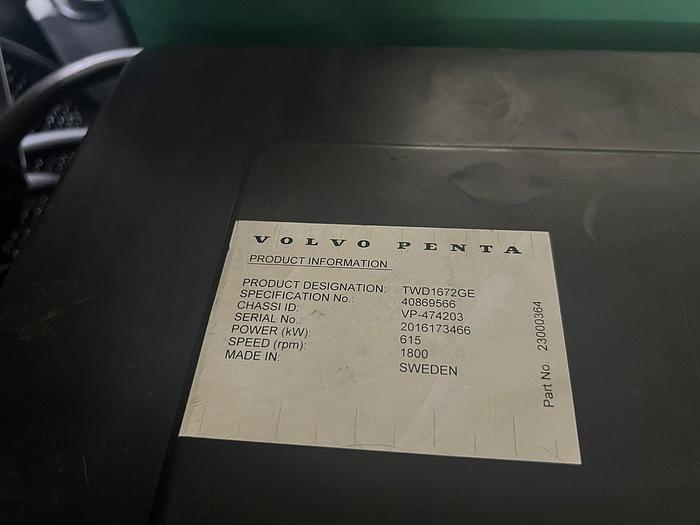 VOLVO PENTA
PRODUCT INFORMATION
PRODUCT DESIGNATION: TWD1672GE
SPECIFICATION No.: 40869566
CHASSI ID: VP-474203
SERIAL No.: 2016173466
POWER (kW): 615
SPEED (rpm): 1800
MADE IN: SWEDEN
Part No. 23000364